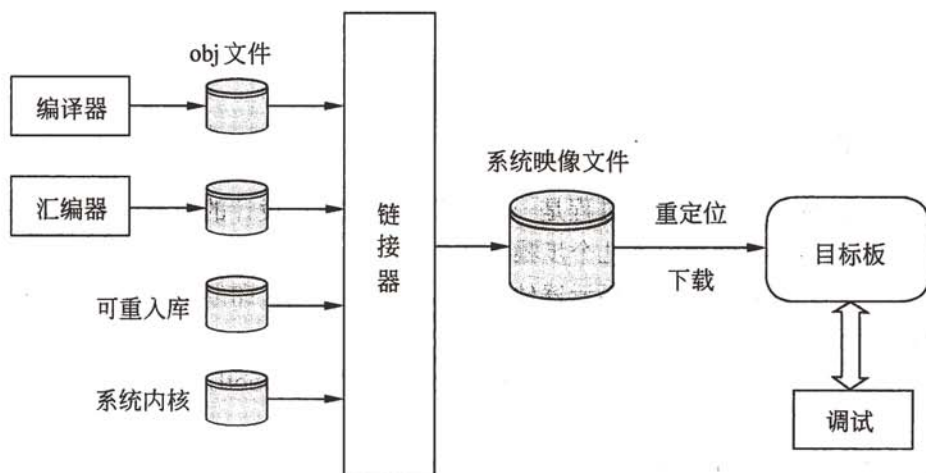 obj 文件
编译器
汇编器
可重入库
系统内核
链接器
系统映像文件
重定位
下载
目标板
调试